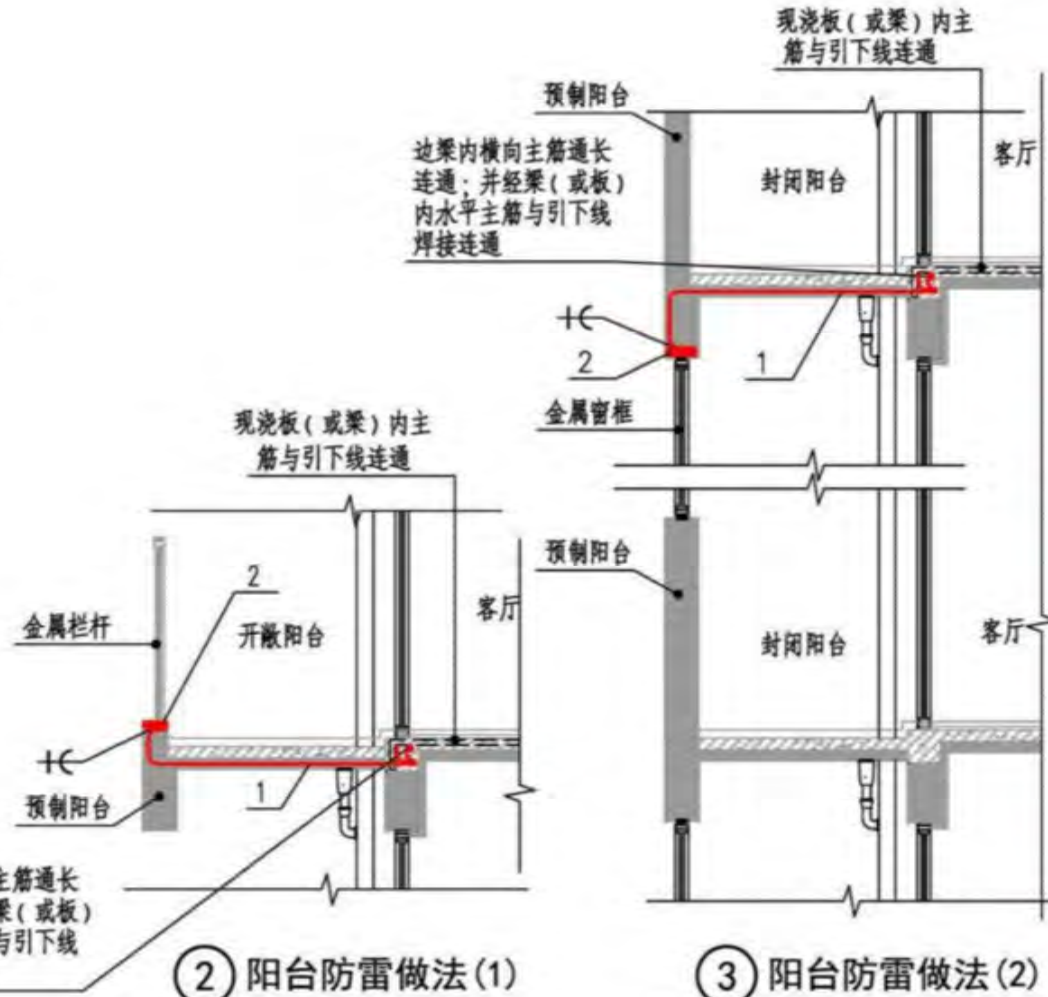 现浇板(或梁)内主
筋与引下线连通
预制阳台
边梁内横向主筋通长
连通;并经梁(或板)
内水平主筋与引下线
焊接连通
封闭阳台
客厅
2
1
金属窗框
预制阳台
封闭阳台
客厅
现浇板(或梁)内主
筋与引下线连通
2
金属栏杆
开敞阳台
客厅
1
预制阳台
主筋通长
梁(或板)
与引下线
2 阳台防雷做法(1)
3 阳台防雷做法(2)